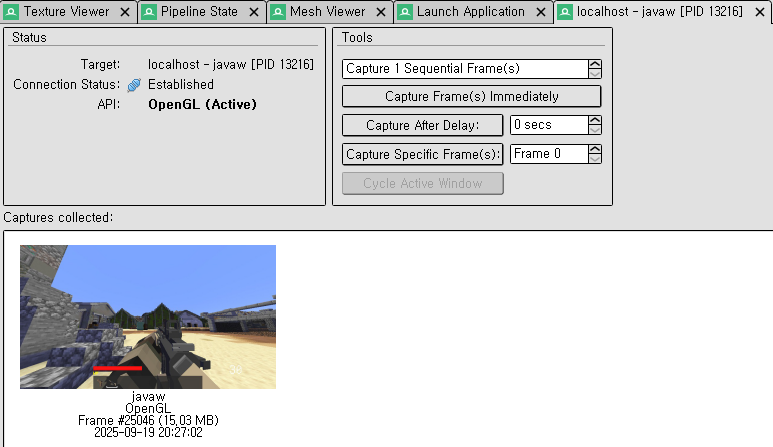 Texture Viewer
Pipeline State
Mesh Viewer
Launch Application
localhost - javaw [PID 13216]
Status
Target: localhost - javaw [PID 13216]
Connection Status: Established
API: OpenGL (Active)
Tools
Capture 1 Sequential Frame(s)
Capture Frame(s) Immediately
Capture After Delay: 0 secs
Capture Specific Frame(s): Frame 0
Cycle Active Window
Captures collected:
javaw
OpenGL
Frame #25046 (15,03 MB)
2025-09-19 20:27:02